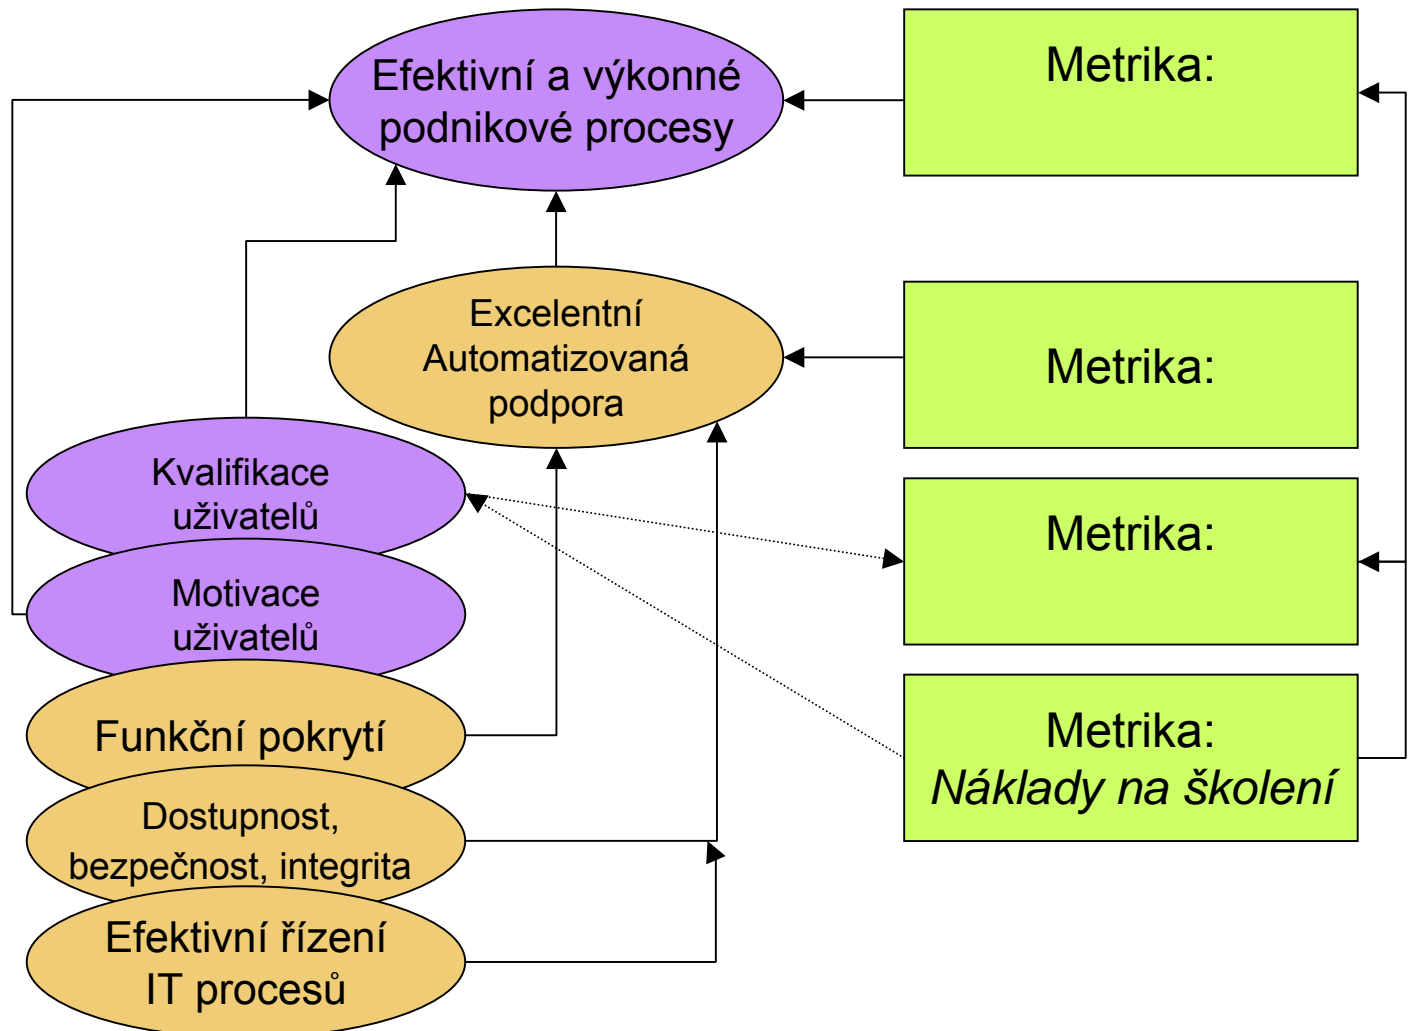 Efektivní a výkonné
podnikové procesy
Metrika:
Excelentní
Automatizovaná
podpora
Metrika:
Kvalifikace
uživatelů
Metrika:
Motivace
uživatelů
Funkční pokrytí
Metrika:
Náklady na školení
Dostupnost,
bezpečnost, integrita
Efektivní řízení
IT procesů